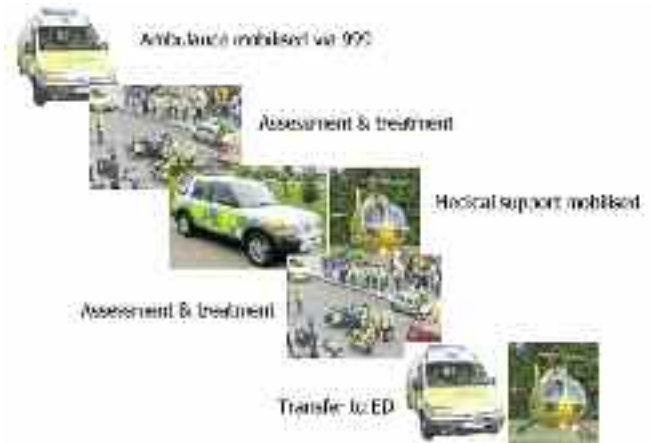 Ambulance mobilised via 999
Assessment & treatment
Medical support mobilised
Assessment & treatment
Transfer to ED